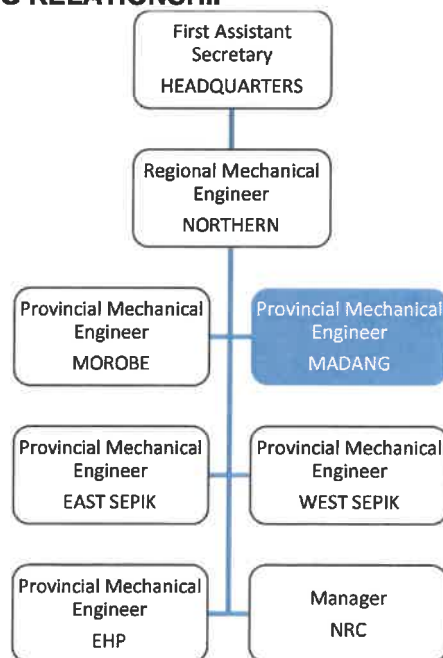 First Assistant
Secretary
HEADQUARTERS
Regional Mechanical
Engineer
NORTHERN
Provincial Mechanical
Engineer
MOROBE
Provincial Mechanical
Engineer
MADANG
Provincial Mechanical
Engineer
EAST SEPIK
Provincial Mechanical
Engineer
WEST SEPIK
Provincial Mechanical
Engineer
EHP
Manager
NRC